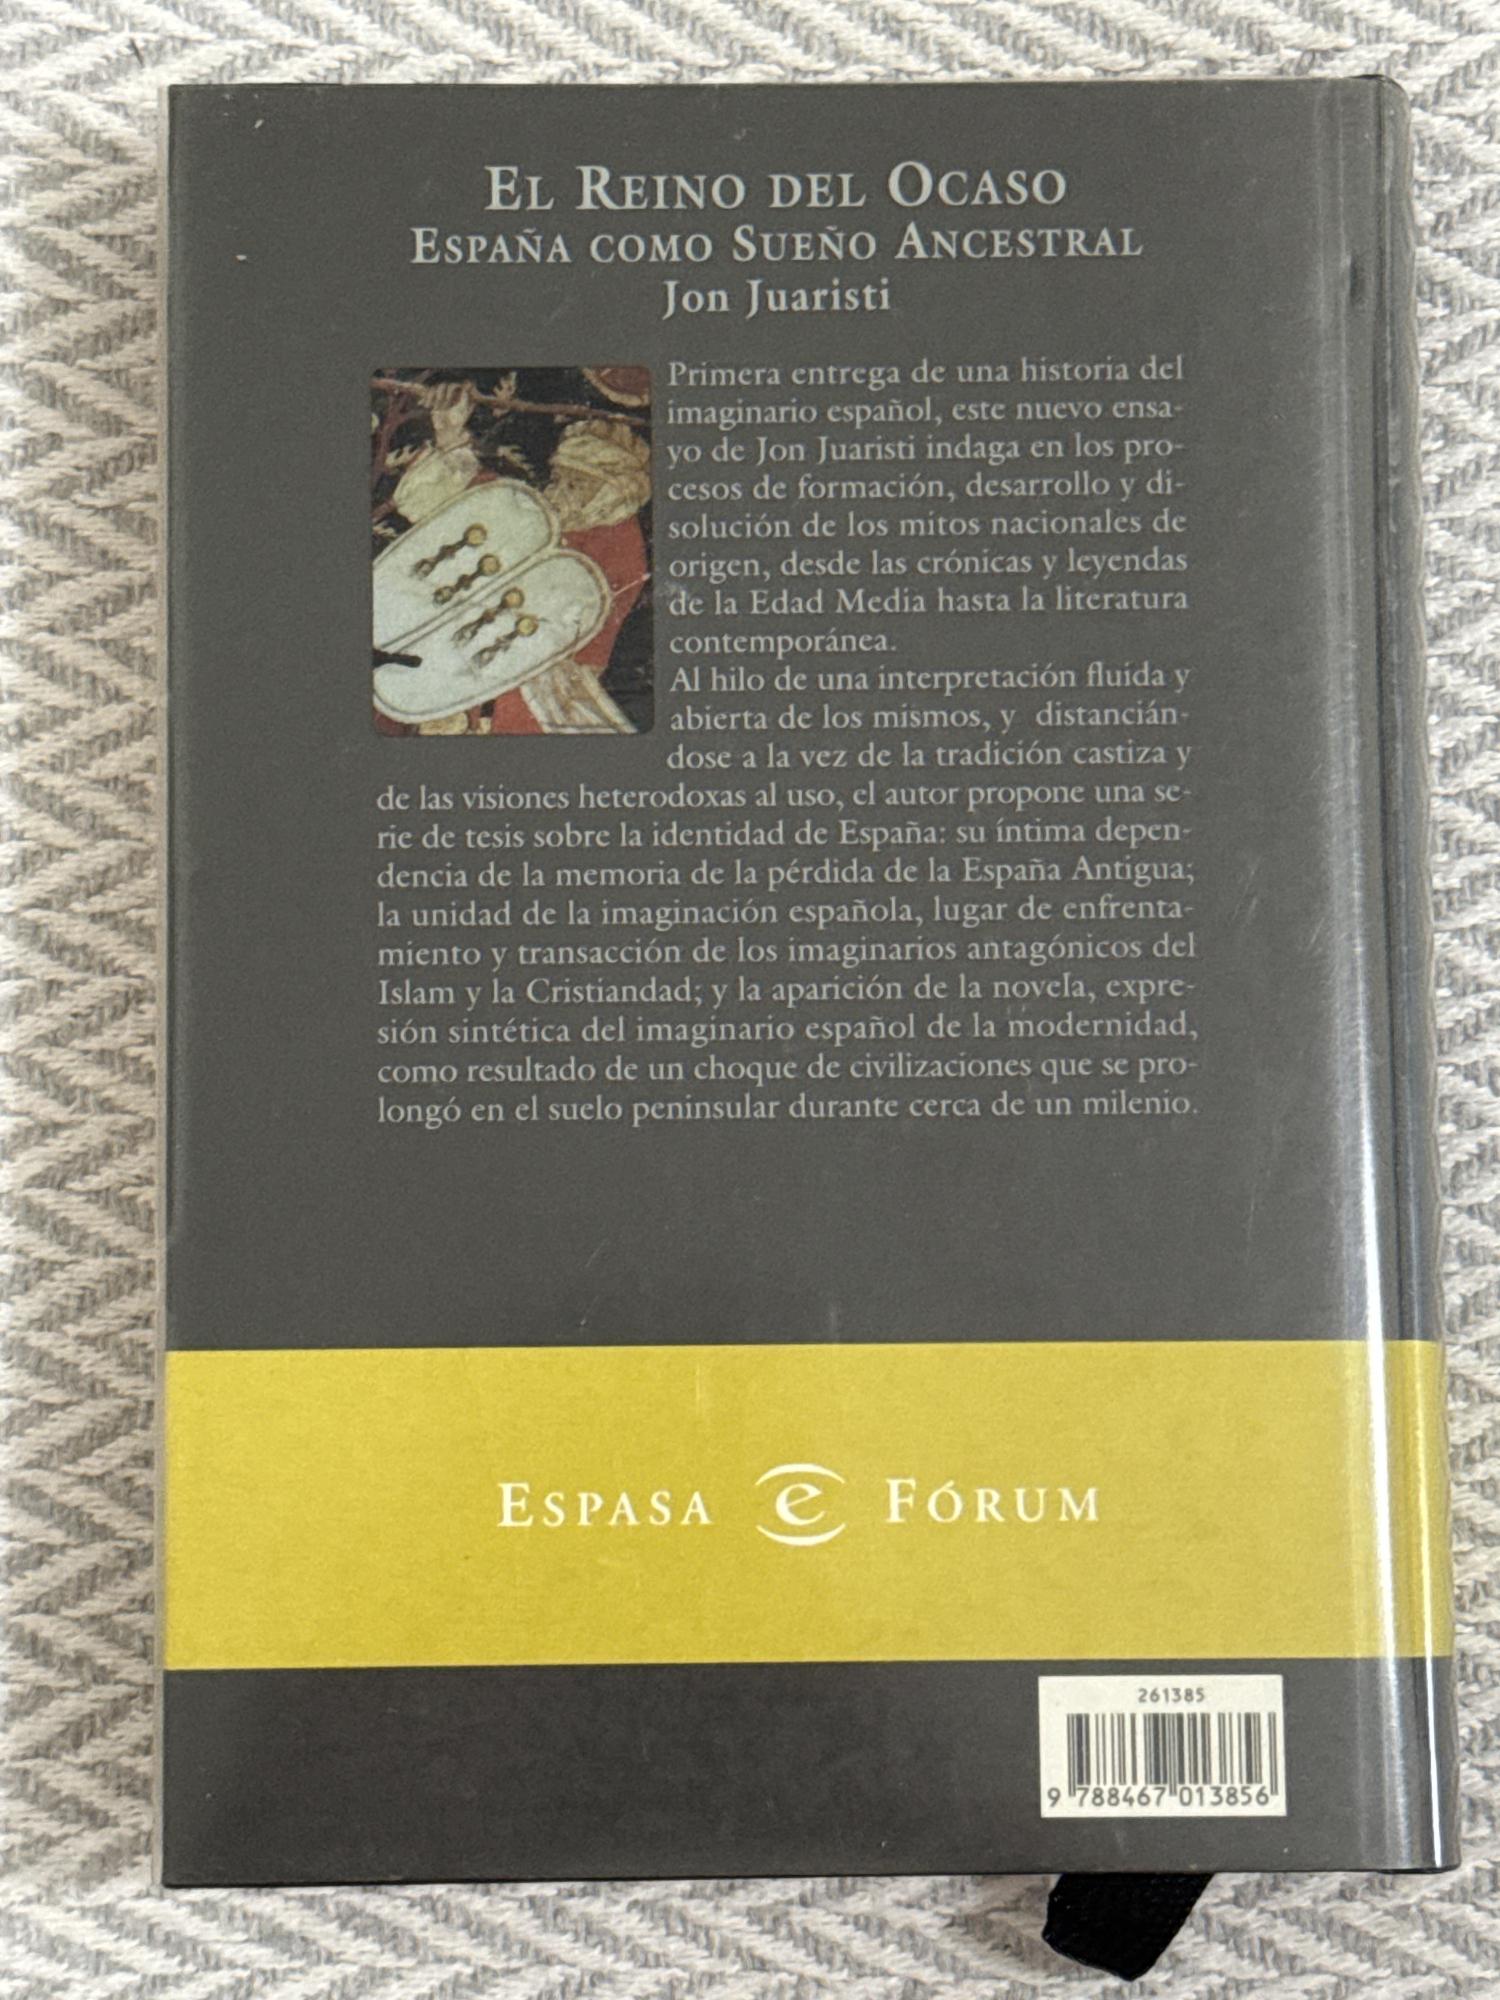 El Reino del Ocaso
España como Sueño Ancestral
Jon Juaristi
Primera entrega de una historia del
imaginario español, este nuevo ensa-
yo de Jon Juaristi indaga en los pro-
cesos de formación, desarrollo y di-
solución de los mitos nacionales de
origen, desde las crónicas y leyendas
de la Edad Media hasta la literatura
contemporánea.
Al hilo de una interpretación fluida y
abierta de los mismos, y distancián-
dose a la vez de la tradición castiza y
de las visiones heterodoxas al uso, el autor propone una se-
rie de tesis sobre la identidad de España: su íntima depen-
dencia de la memoria de la pérdida de la España Antigua;
la unidad de la imaginación española, lugar de enfrenta-
miento y transacción de los imaginarios antagónicos del
Islam y la Cristiandad; y la aparición de la novela, expre-
sión sintética del imaginario español de la modernidad,
como resultado de un choque de civilizaciones que se pro-
longó en el suelo peninsular durante cerca de un milenio.
Espasa e Fórum
261385
9 788467 013856